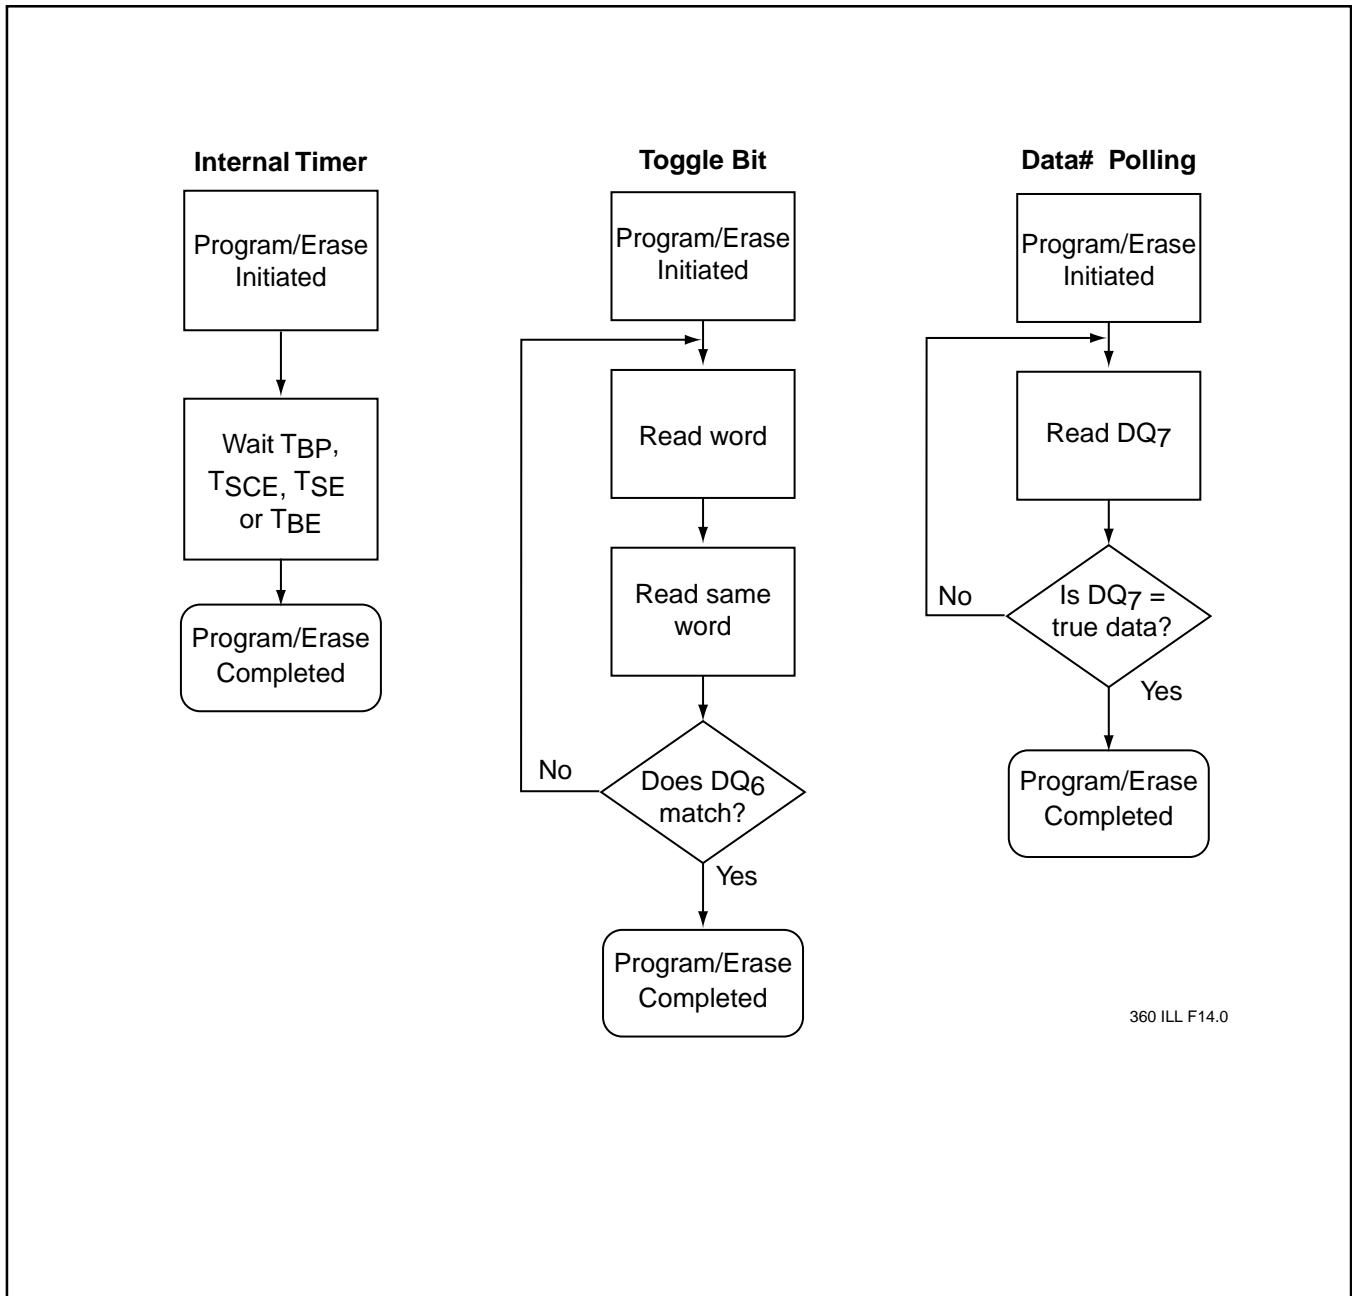 Internal Timer
Program/Erase
Initiated
Wait TBP,
TSCE, TSE
or TBE
Program/Erase
Completed
Toggle Bit
Program/Erase
Initiated
Read word
Read same
word
Does DQ6
match?
No
Yes
Program/Erase
Completed
Data# Polling
Program/Erase
Initiated
Read DQ7
Is DQ7 =
true data?
No
Yes
Program/Erase
Completed
360 ILL F14.0